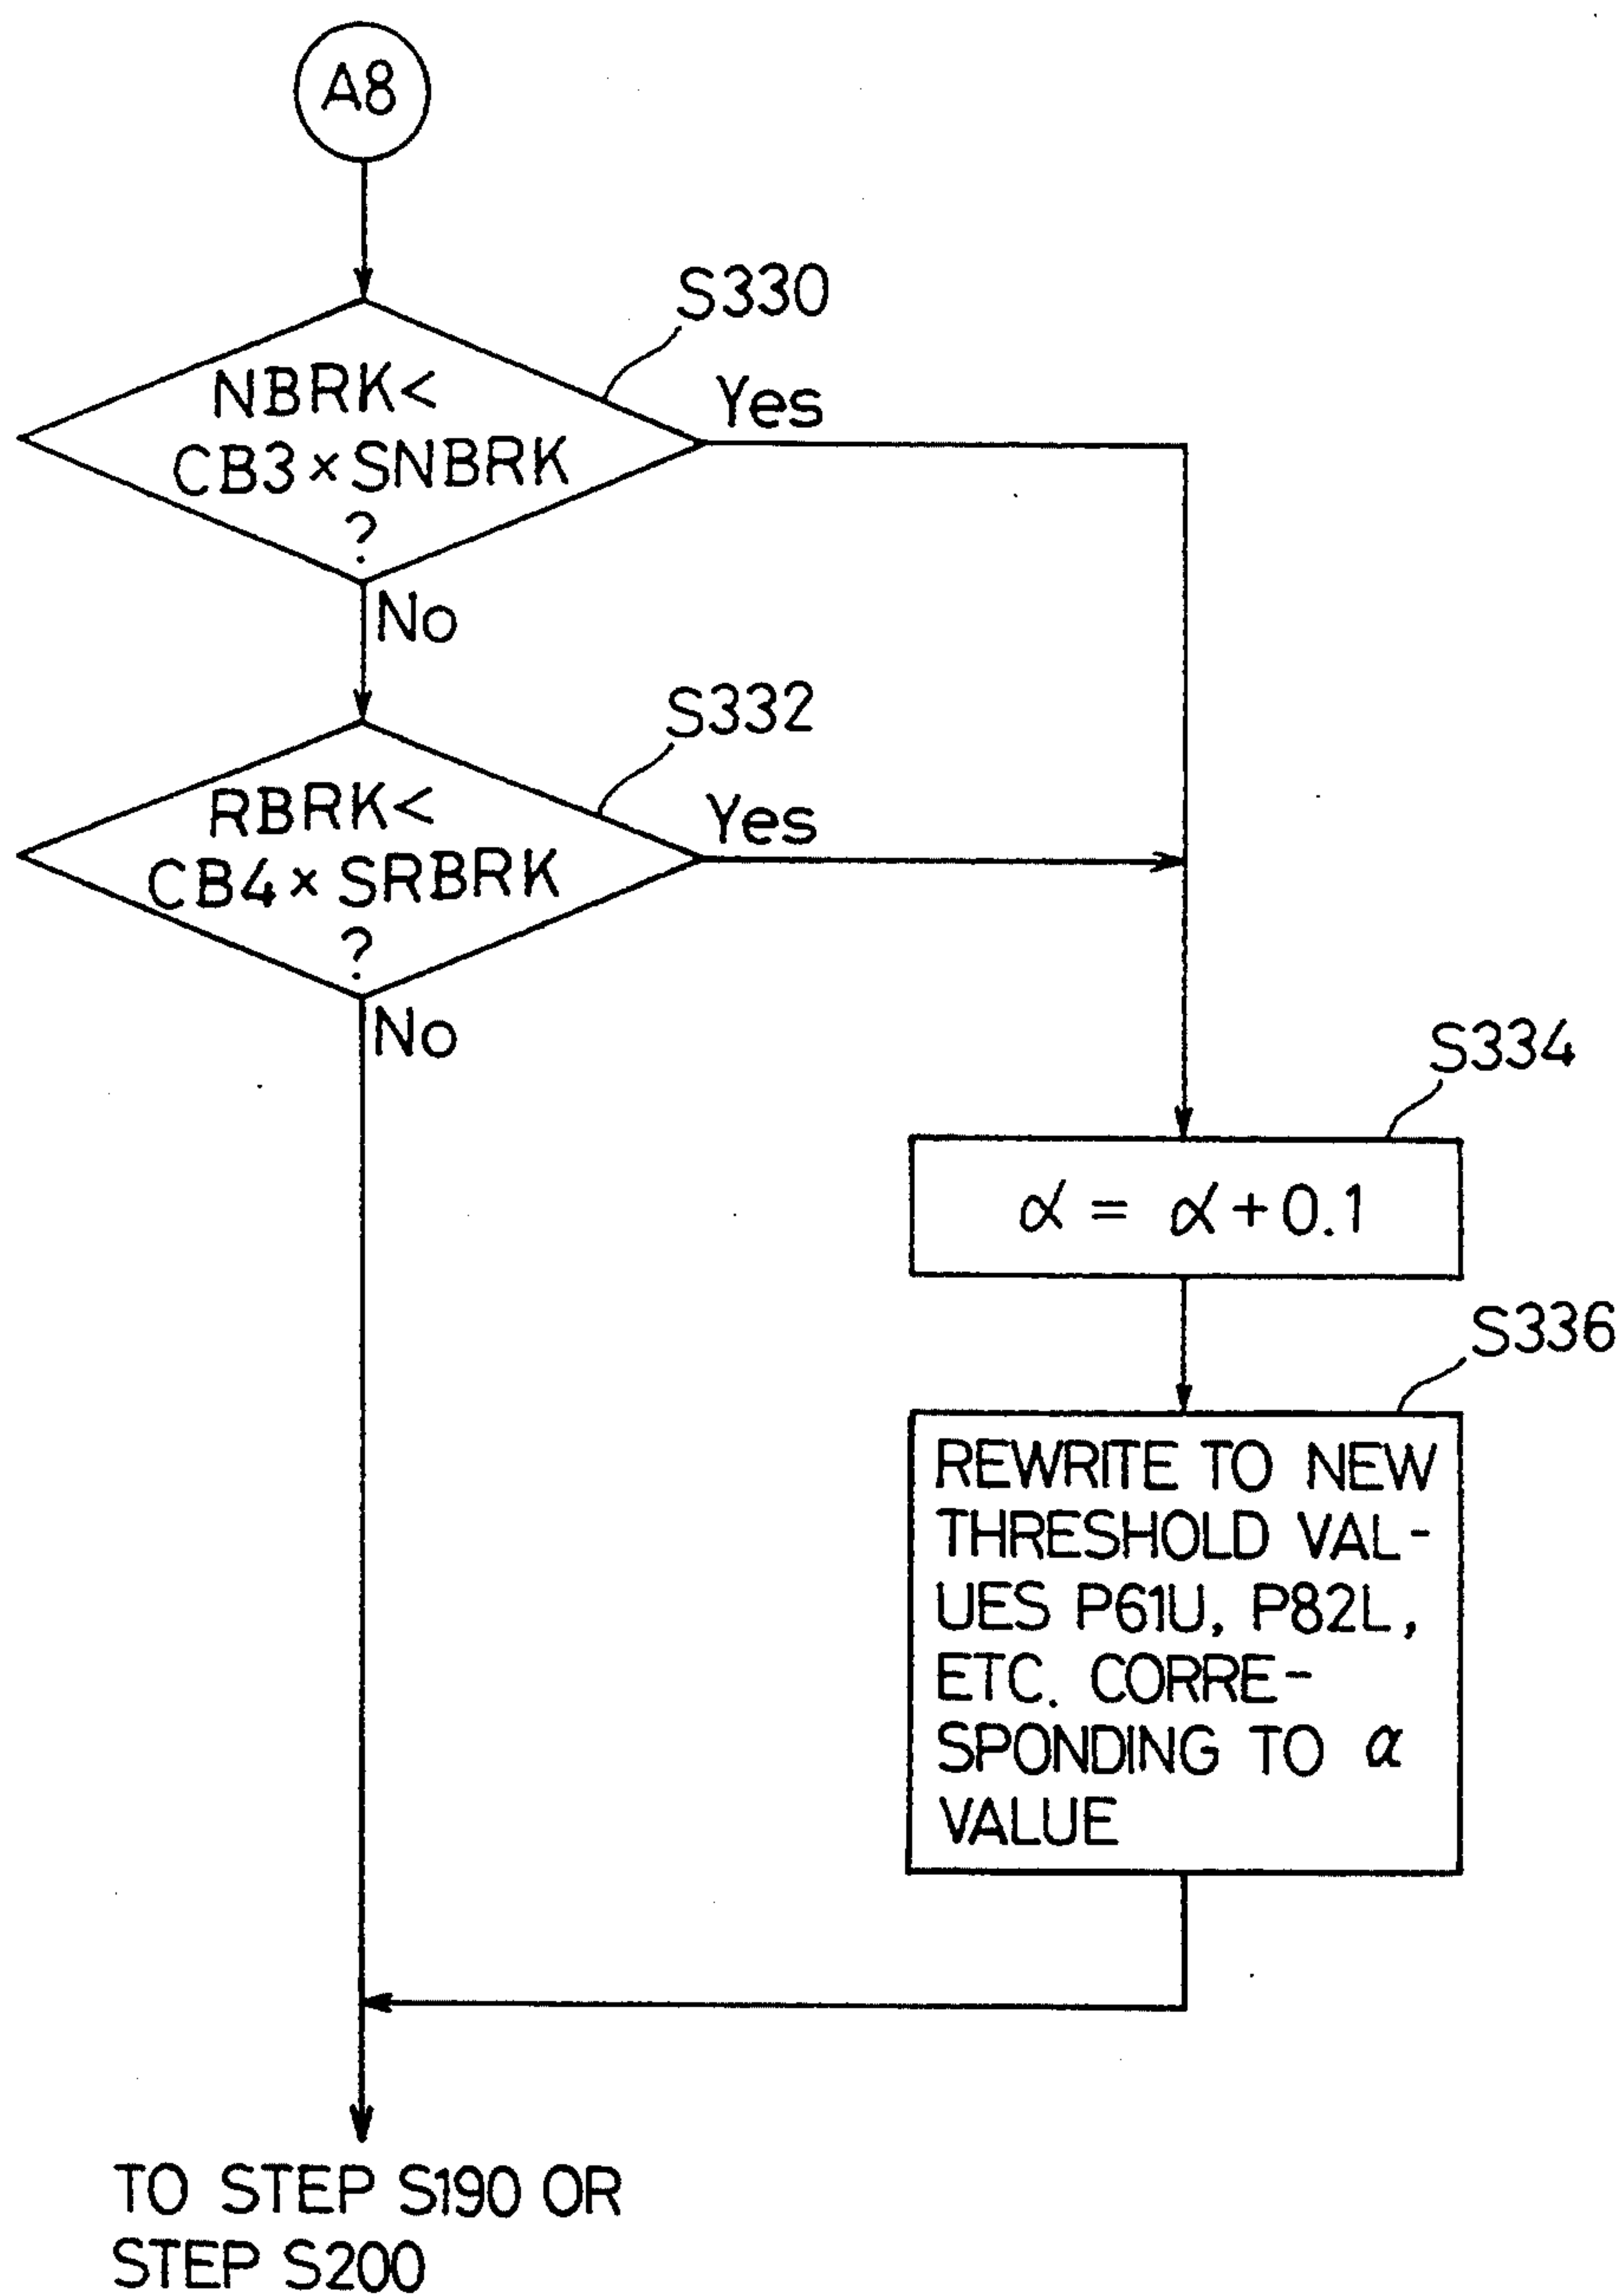 A8
S330
NBRK<
CB3×SNBRK
?
Yes
No
S332
RBRK<
CB4×SRBRK
?
Yes
No
S334
α = α+0.1
S336
REWRITE TO NEW
THRESHOLD VAL-
UES P61U, P82L,
ETC. CORRE-
SPONDING TO α
VALUE
TO STEP S190 OR
STEP S200